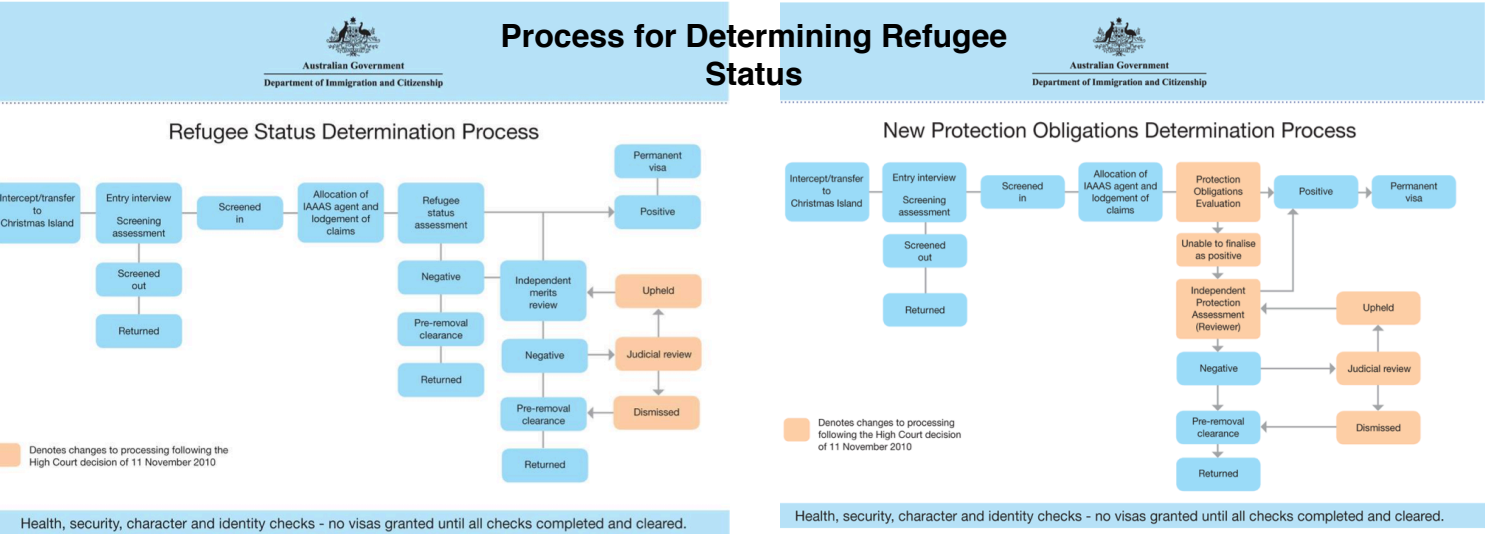 Process for Determining Refugee
Status
Australian Government
Department of Immigration and Citizenship
Refugee Status Determination Process
Intercept/transfer
to
Christmas Island
Entry interview
Screening
assessment
Screened
in
Allocation of
IAAAS agent and
lodgement of
claims
Refugee
status
assessment
Permanent
visa
Positive
Screened
out
Returned
Negative
Pre-removal
clearance
Returned
Independent
merits
review
Negative
Pre-removal
clearance
Returned
Upheld
Judicial review
Dismissed
Denotes changes to processing following the
High Court decision of 11 November 2010
Health, security, character and identity checks - no visas granted until all checks completed and cleared.
Australian Government
Department of Immigration and Citizenship
New Protection Obligations Determination Process
Intercept/transfer
to
Christmas Island
Entry interview
Screening
assessment
Screened
in
Allocation of
IAAAS agent and
lodgement of
claims
Protection
Obligations
Evaluation
Positive
Permanent
visa
Screened
out
Returned
Unable to finalise
as positive
Independent
Protection
Assessment
(Reviewer)
Negative
Pre-removal
clearance
Returned
Upheld
Judicial review
Dismissed
Denotes changes to processing
following the High Court decision
of 11 November 2010
Health, security, character and identity checks - no visas granted until all checks completed and cleared.